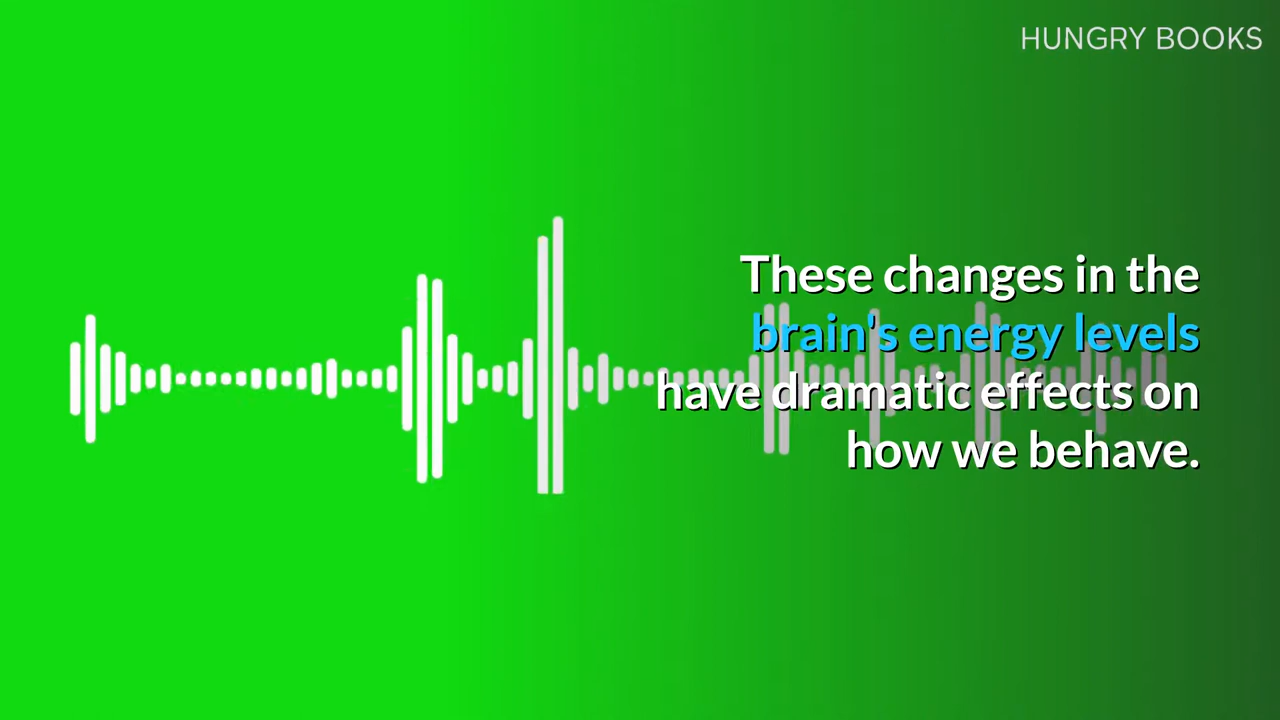 HUNGRY BOOKS
These changes in the
brain's energy levels
have dramatic effects on
how we behave.